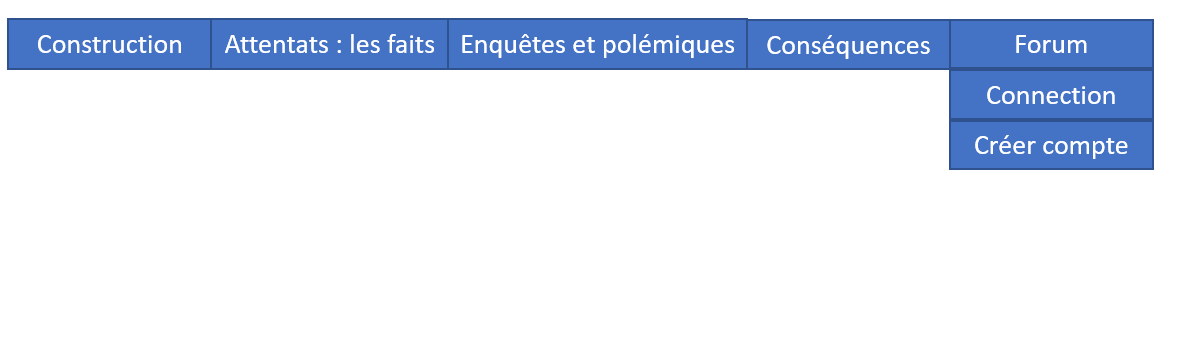 Construction
Attentats : les faits
Enquêtes et polémiques
Conséquences
Forum
Connection
Créer compte